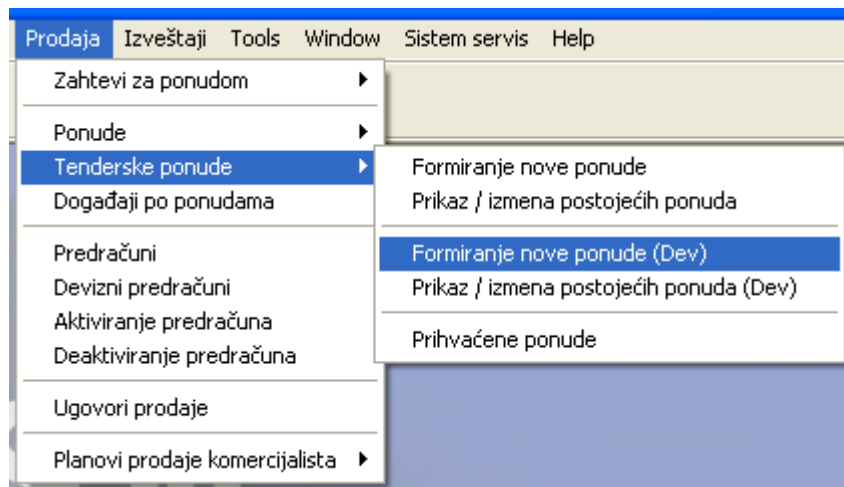 Prodaja Izveštaji Tools Window Sistem servis Help
Zahtevi za ponudom
Ponude
Tenderske ponude
Događaji po ponudama
Predračuni
Devizni predračuni
Aktiviranje predračuna
Deaktiviranje predračuna
Ugovori prodaje
Planovi prodaje komercijalista
Formiranje nove ponude
Prikaz / izmena postojećih ponuda
Formiranje nove ponude (Dev)
Prikaz / izmena postojećih ponuda (Dev)
Prihvaćene ponude